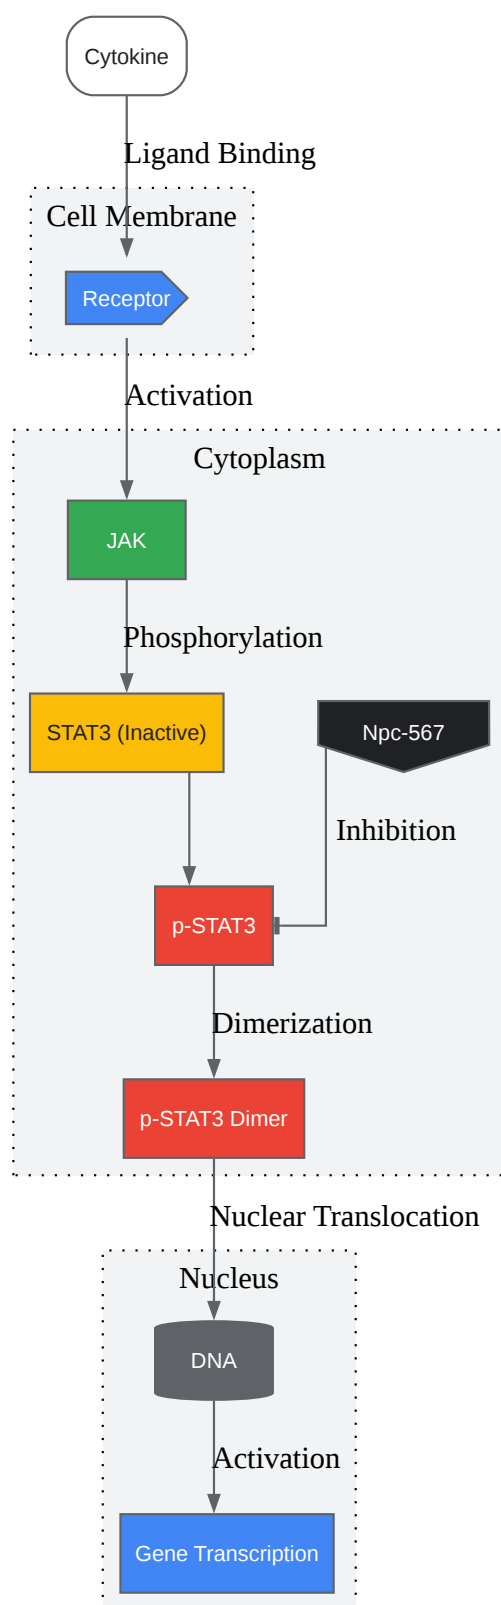 Cytokine
Ligand Binding
Cell Membrane
Receptor
Activation
Cytoplasm
JAK
Phosphorylation
STAT3 (Inactive)
Npc-567
Inhibition
p-STAT3
Dimerization
p-STAT3 Dimer
Nuclear Translocation
Nucleus
DNA
Activation
Gene Transcription